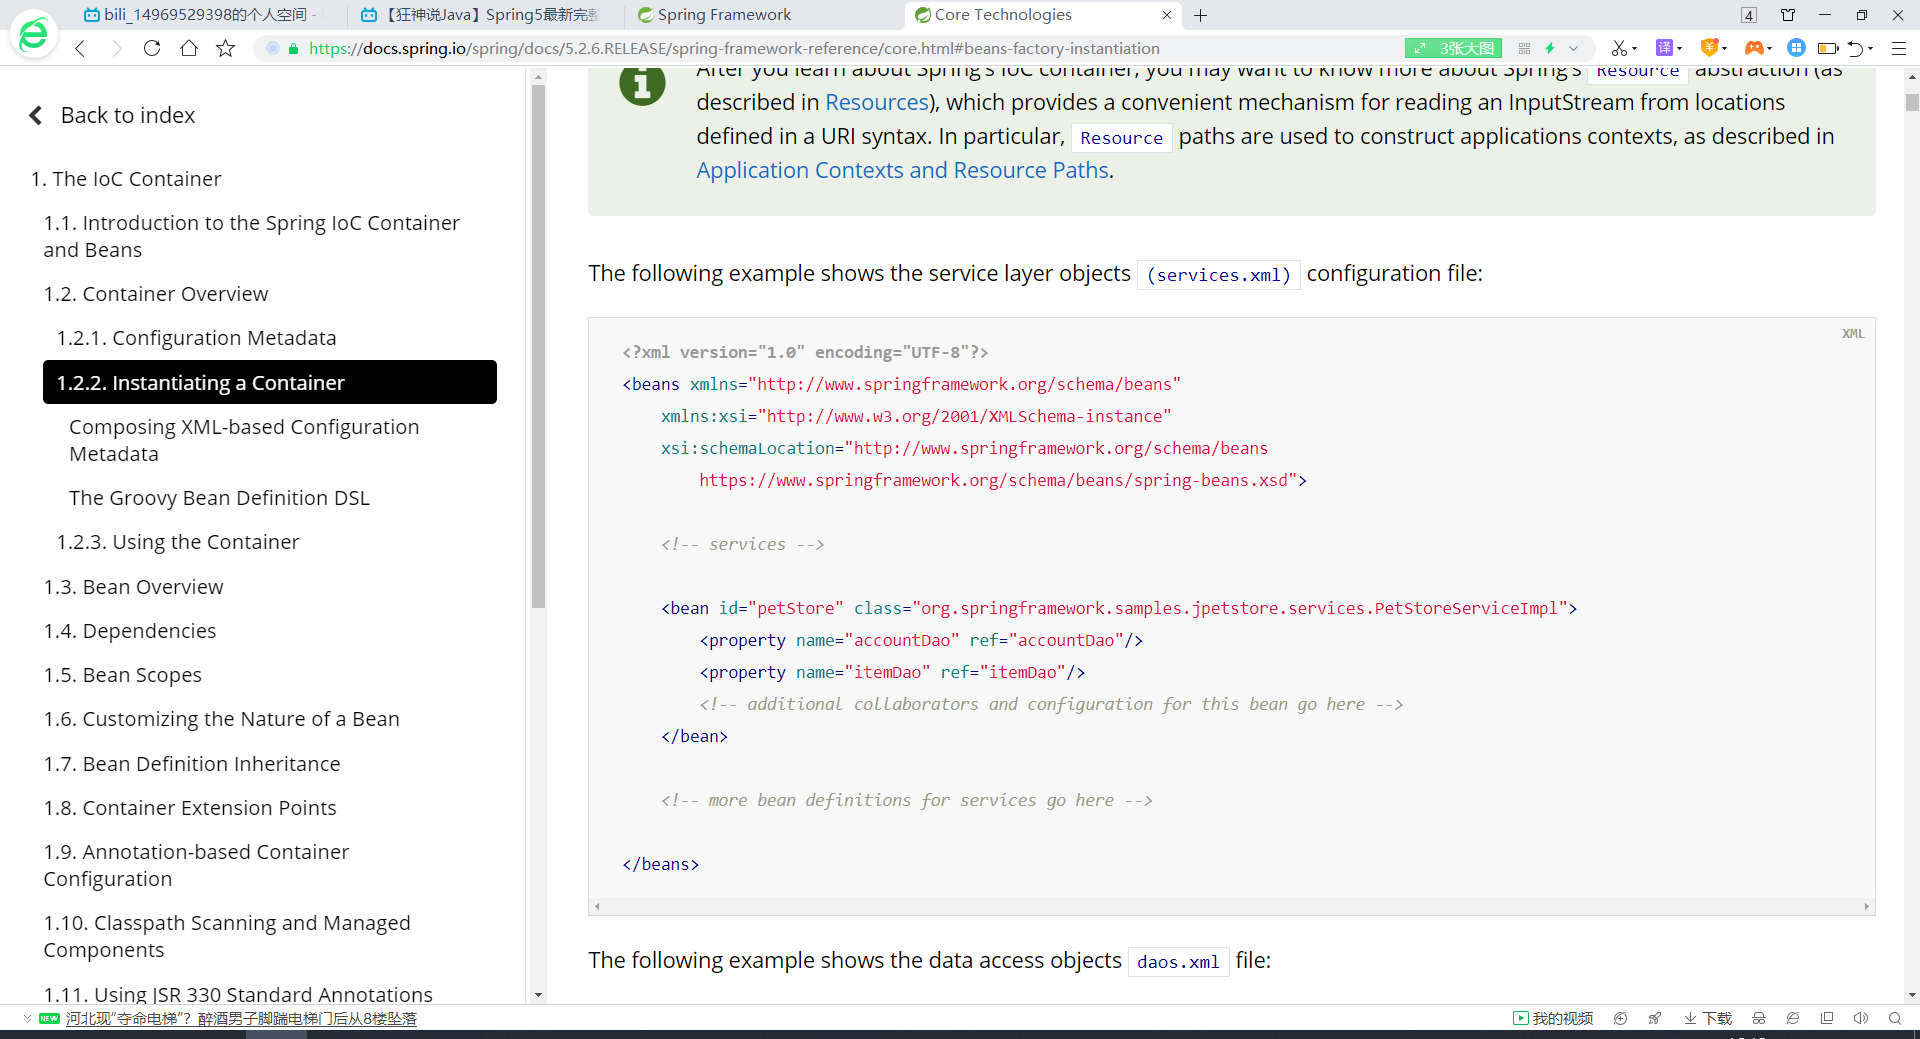 bili_14969529398的个人空间 -
【狂神说Java】Spring5最新完整
Spring Framework
Core Technologies
4
https://docs.spring.io/spring/docs/5.2.6.RELEASE/spring-framework-reference/core.html#beans-factory-instantiation
3张大图
译
Back to index
1. The IoC Container
1.1. Introduction to the Spring IoC Container
and Beans
1.2. Container Overview
1.2.1. Configuration Metadata
1.2.2. Instantiating a Container
Composing XML-based Configuration
Metadata
The Groovy Bean Definition DSL
1.2.3. Using the Container
1.3. Bean Overview
1.4. Dependencies
1.5. Bean Scopes
1.6. Customizing the Nature of a Bean
1.7. Bean Definition Inheritance
1.8. Container Extension Points
1.9. Annotation-based Container
Configuration
1.10. Classpath Scanning and Managed
Components
1.11. Using JSR 330 Standard Annotations
After you learn about Spring's IoC container, you may want to know more about Spring's Resource abstraction (as
described in Resources), which provides a convenient mechanism for reading an InputStream from locations
defined in a URI syntax. In particular, Resource paths are used to construct applications contexts, as described in
Application Contexts and Resource Paths.
The following example shows the service layer objects (services.xml) configuration file:
XML
<?xml version="1.0" encoding="UTF-8"?>
<beans xmlns="http://www.springframework.org/schema/beans"
xmlns:xsi="http://www.w3.org/2001/XMLSchema-instance"
xsi:schemaLocation="http://www.springframework.org/schema/beans
https://www.springframework.org/schema/beans/spring-beans.xsd">
<!-- services -->
<bean id="petStore" class="org.springframework.samples.jpetstore.services.PetStoreServiceImpl">
<property name="accountDao" ref="accountDao"/>
<property name="itemDao" ref="itemDao"/>
<!-- additional collaborators and configuration for this bean go here -->
</bean>
<!-- more bean definitions for services go here -->
</beans>
The following example shows the data access objects daos.xml file:
NEW 河北现"夺命电梯"？醉酒男子脚踹电梯门后从8楼坠落
我的视频
下载